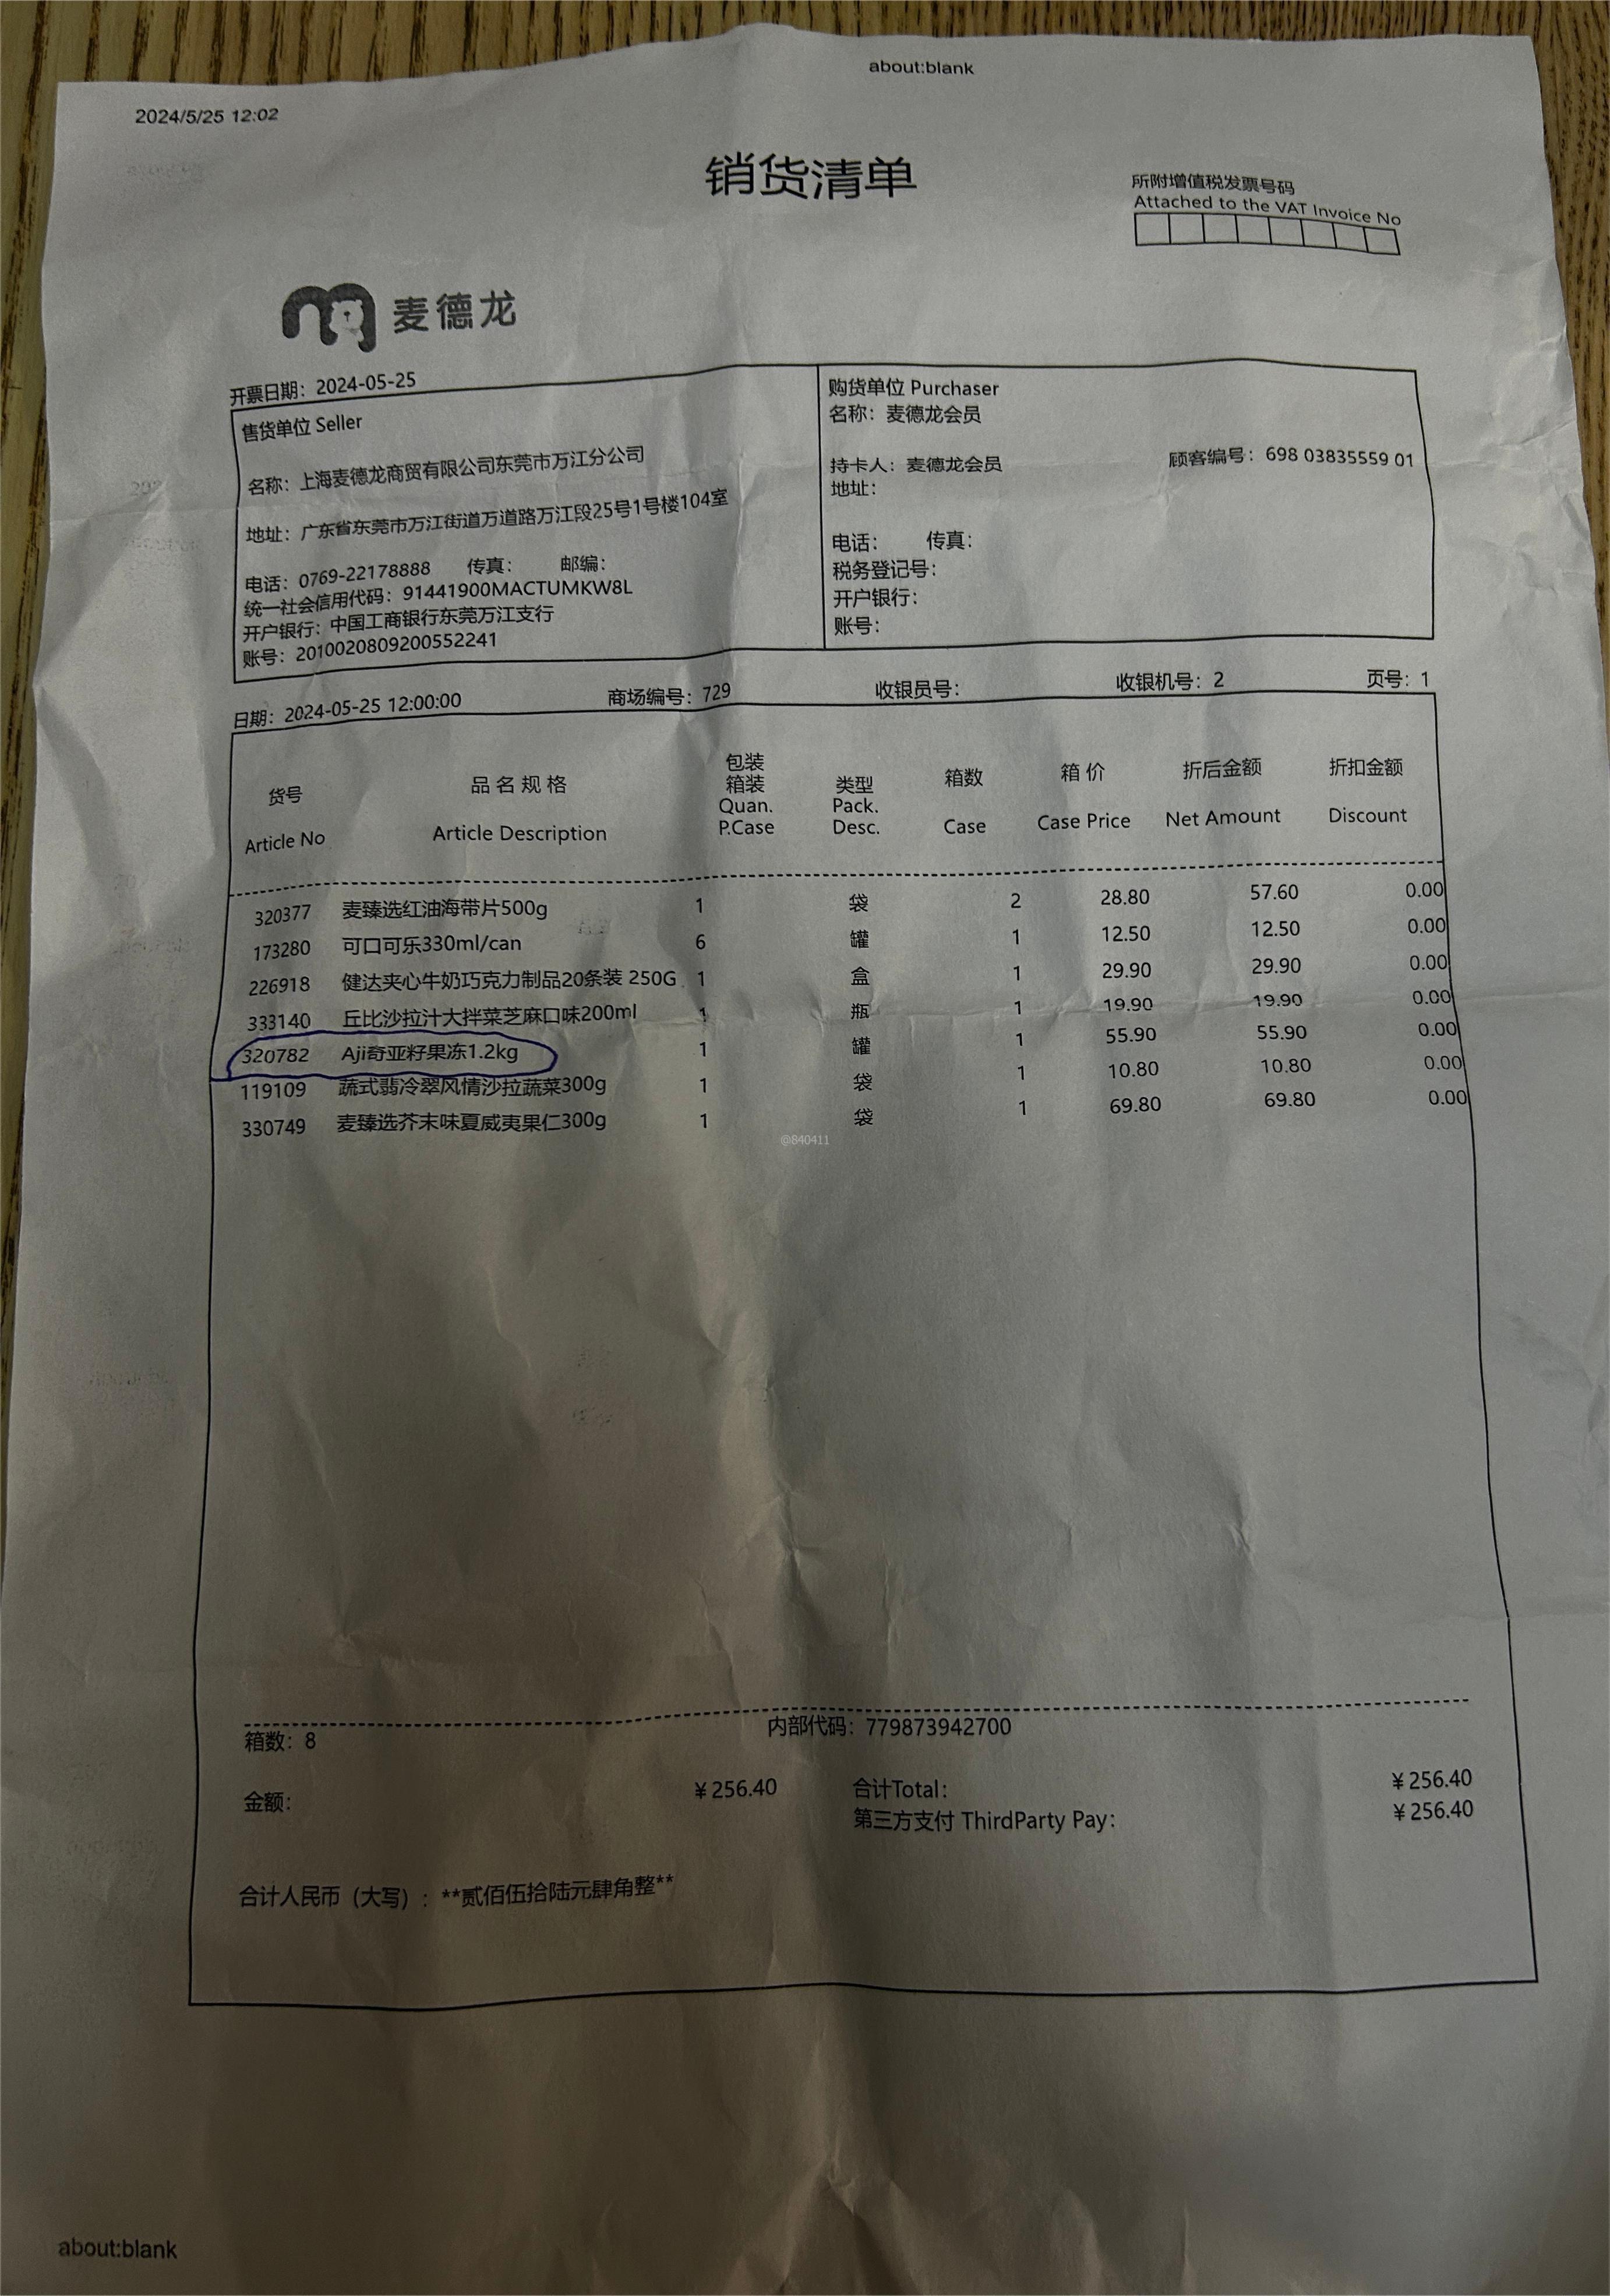 about:blank
2024/5/25 12:02
销货清单
所附增值税发票号码
Attached to the VAT Invoice No
麦德龙
开票日期：2024-05-25
售货单位 Seller
名称：上海麦德龙商贸有限公司东莞市万江分公司
地址：广东省东莞市万江街道万道路万江段25号1号楼104室
电话：0769-22178888 传真： 邮编：
统一社会信用代码：91441900MACTUMKW8L
开户银行：中国工商银行东莞万江支行
账号：2010020809200552241
购货单位 Purchaser
名称：麦德龙会员
持卡人：麦德龙会员 顾客编号：698 03835559 01
地址：
电话： 传真：
税务登记号：
开户银行：
账号：
日期：2024-05-25 12:00:00 商场编号：729 收银员号： 收银机号：2 页号：1
货号 品名规格 包装 箱装 类型 箱数 箱价 折后金额 折扣金额
Article No Article Description Quan. P.Case Pack. Desc. Case Case Price Net Amount Discount
320377 麦臻选红油海带片500g 1 袋 2 28.80 57.60 0.00
173280 可口可乐330ml/can 6 罐 1 12.50 12.50 0.00
226918 健达夹心牛奶巧克力制品20条装 250G 1 盒 1 29.90 29.90 0.00
333140 丘比沙拉汁大拌菜芝麻口味200ml 1 瓶 1 19.90 19.90 0.00
320782 Aji奇亚籽果冻1.2kg 1 罐 1 55.90 55.90 0.00
119109 蔬式翡冷翠风情沙拉蔬菜300g 1 袋 1 10.80 10.80 0.00
330749 麦臻选芥末味夏威夷果仁300g 1 袋 1 69.80 69.80 0.00
@840411
箱数：8 内部代码：779873942700
金额： ¥256.40 合计Total： ¥256.40
第三方支付 ThirdParty Pay： ¥256.40
合计人民币（大写）：**贰佰伍拾陆元肆角整**
about:blank